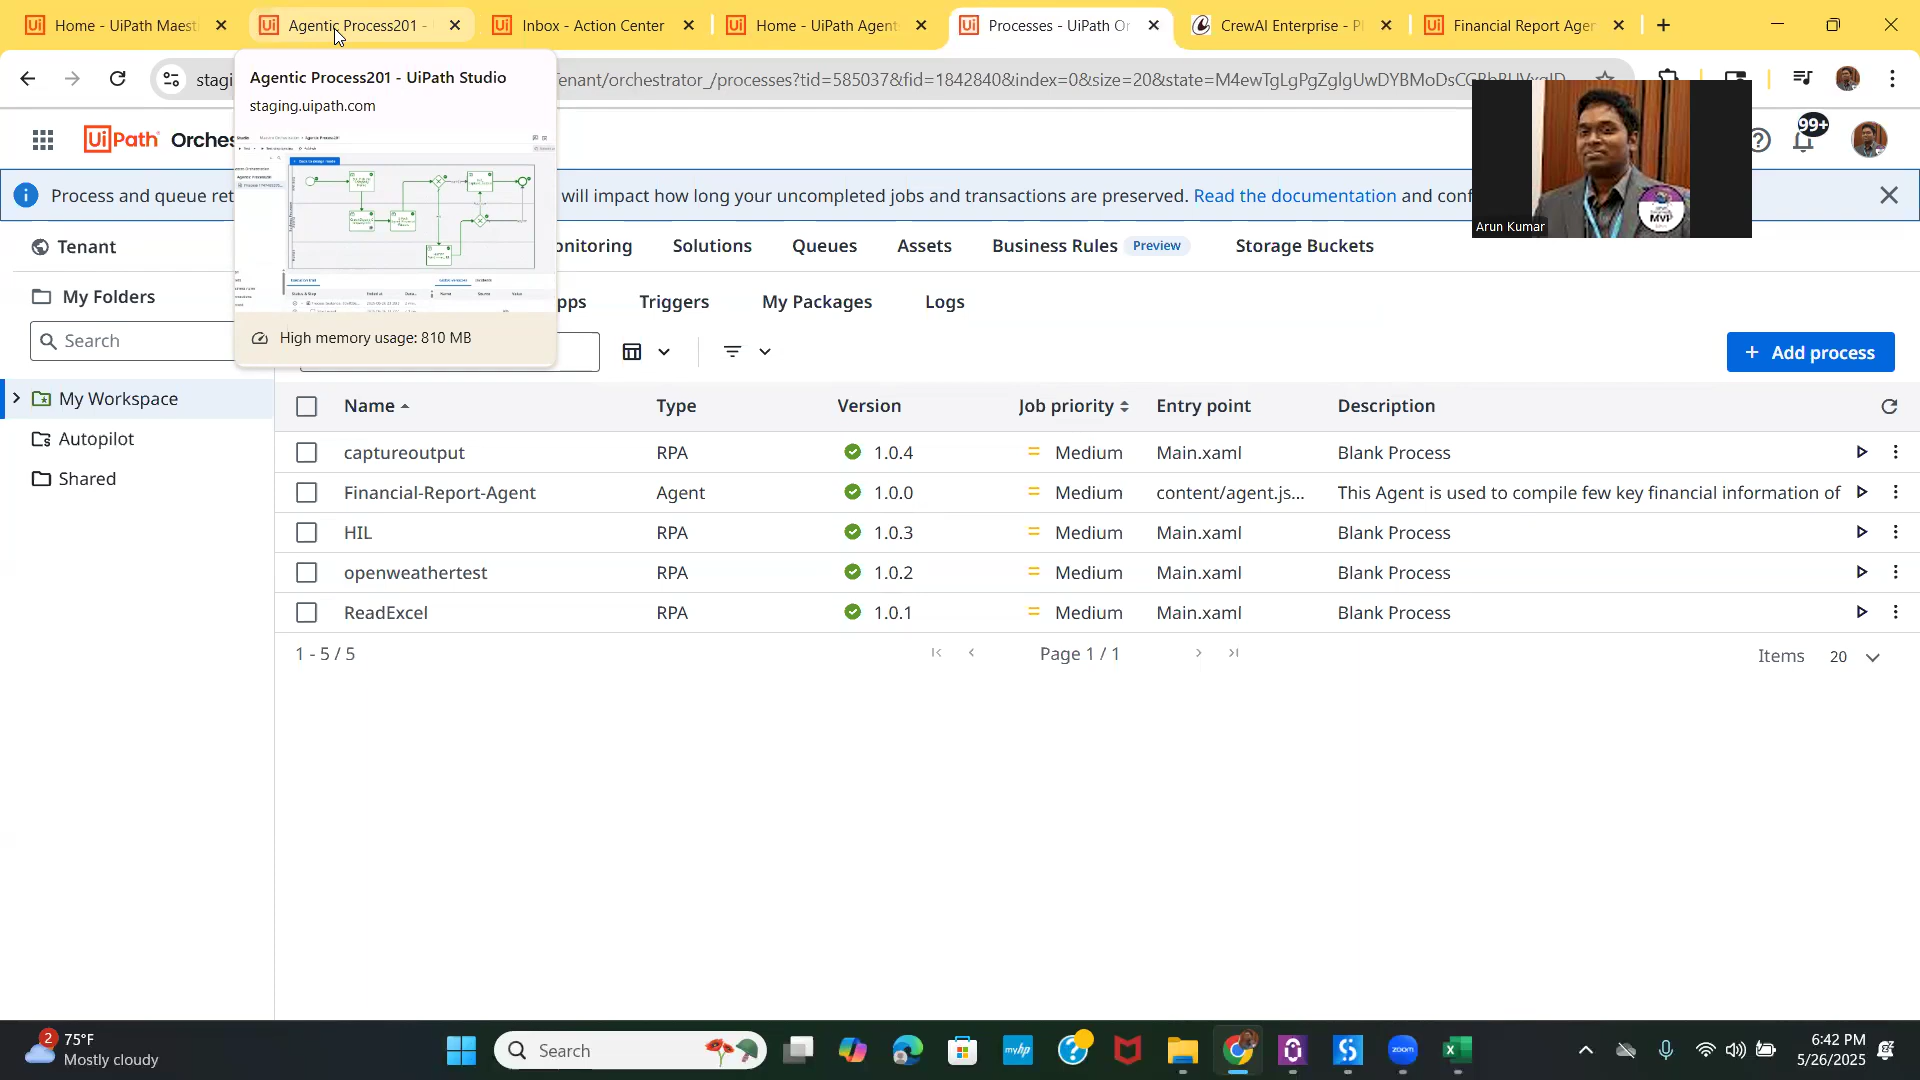 Home - UiPath Maest
Agentic Process201 -
Inbox - Action Center
Home - UiPath Agent
Processes - UiPath Or
CrewAI Enterprise - P
Financial Report Agen
Agentic Process201 - UiPath Studio
staging.uipath.com
High memory usage: 810 MB
Tenant/orchestrator_/processes?tid=585037&fid=1842840&index=0&size=20&state=
UiPath Orches
99+
Process and queue ret will impact how long your uncompleted jobs and transactions are preserved. Read the documentation and conf
Arun Kumar
MVP
Tenant
onitoring Solutions Queues Assets Business Rules Preview Storage Buckets
My Folders
pps Triggers My Packages Logs
Search
Add process
My Workspace
Autopilot
Shared
Name Type Version Job priority Entry point Description
captureoutput RPA 1.0.4 Medium Main.xaml Blank Process
Financial-Report-Agent Agent 1.0.0 Medium content/agent.js... This Agent is used to compile few key financial information of
HIL RPA 1.0.3 Medium Main.xaml Blank Process
openweathertest RPA 1.0.2 Medium Main.xaml Blank Process
ReadExcel RPA 1.0.1 Medium Main.xaml Blank Process
1 - 5 / 5
Page 1 / 1
Items 20
2
75°F
Mostly cloudy
Search
myhp
zoom
6:42 PM
5/26/2025